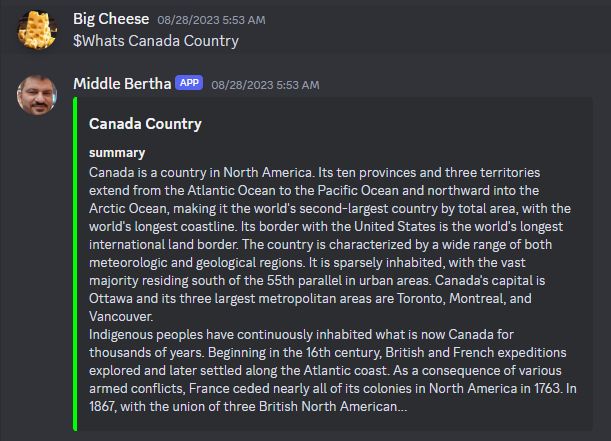 Big Cheese 08/28/2023 5:53 AM
$Whats Canada Country
Middle Bertha APP 08/28/2023 5:53 AM
Canada Country
summary
Canada is a country in North America. Its ten provinces and three territories
extend from the Atlantic Ocean to the Pacific Ocean and northward into the
Arctic Ocean, making it the world's second-largest country by total area, with the
world's longest coastline. Its border with the United States is the world's longest
international land border. The country is characterized by a wide range of both
meteorologic and geological regions. It is sparsely inhabited, with the vast
majority residing south of the 55th parallel in urban areas. Canada's capital is
Ottawa and its three largest metropolitan areas are Toronto, Montreal, and
Vancouver.
Indigenous peoples have continuously inhabited what is now Canada for
thousands of years. Beginning in the 16th century, British and French expeditions
explored and later settled along the Atlantic coast. As a consequence of various
armed conflicts, France ceded nearly all of its colonies in North America in 1763. In
1867, with the union of three British North American...